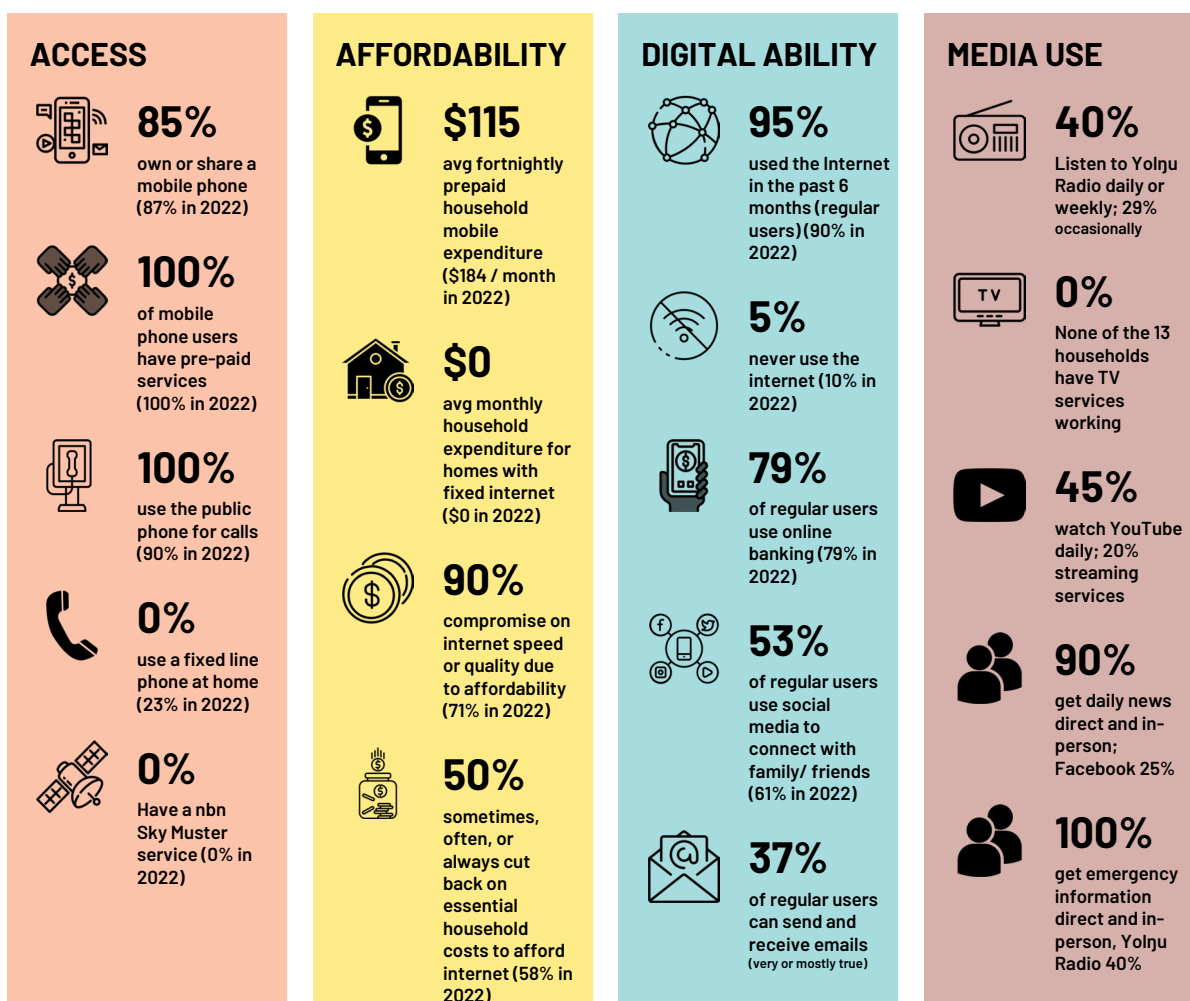 ACCESS
85%
own or share a
mobile phone
(87% in 2022)
$
100%
of mobile
phone users
have pre-paid
services
(100% in 2022)
100%
use the public
phone for calls
(90% in 2022)
0%
use a fixed line
phone at home
(23% in 2022)
0%
Have a nbn
Sky Muster
service (0% in
2022)
AFFORDABILITY
$
$115
avg fortnightly
prepaid
household
mobile
expenditure
($184 / month
in 2022)
$
$0
avg monthly
household
expenditure for
homes with
fixed internet
($0 in 2022)
$
90%
compromise on
internet speed
or quality due
to affordability
(71% in 2022)
$
$
50%
sometimes,
often, or
always cut
back on
essential
household
costs to afford
internet (58% in
2022)
DIGITAL ABILITY
95%
used the Internet
in the past 6
months (regular
users) (90% in
2022)
5%
never use the
internet (10% in
2022)
$
79%
of regular users
use online
banking (79% in
2022)
f
53%
of regular users
use social
media to
connect with
family/ friends
(61% in 2022)
@
37%
of regular users
can send and
receive emails
(very or mostly true)
MEDIA USE
40%
Listen to Yolŋu
Radio daily or
weekly; 29%
occasionally
TV
0%
None of the 13
households
have TV
services
working
45%
watch YouTube
daily; 20%
streaming
services
90%
get daily news
direct and in-
person;
Facebook 25%
100%
get emergency
information
direct and in-
person, Yolŋu
Radio 40%